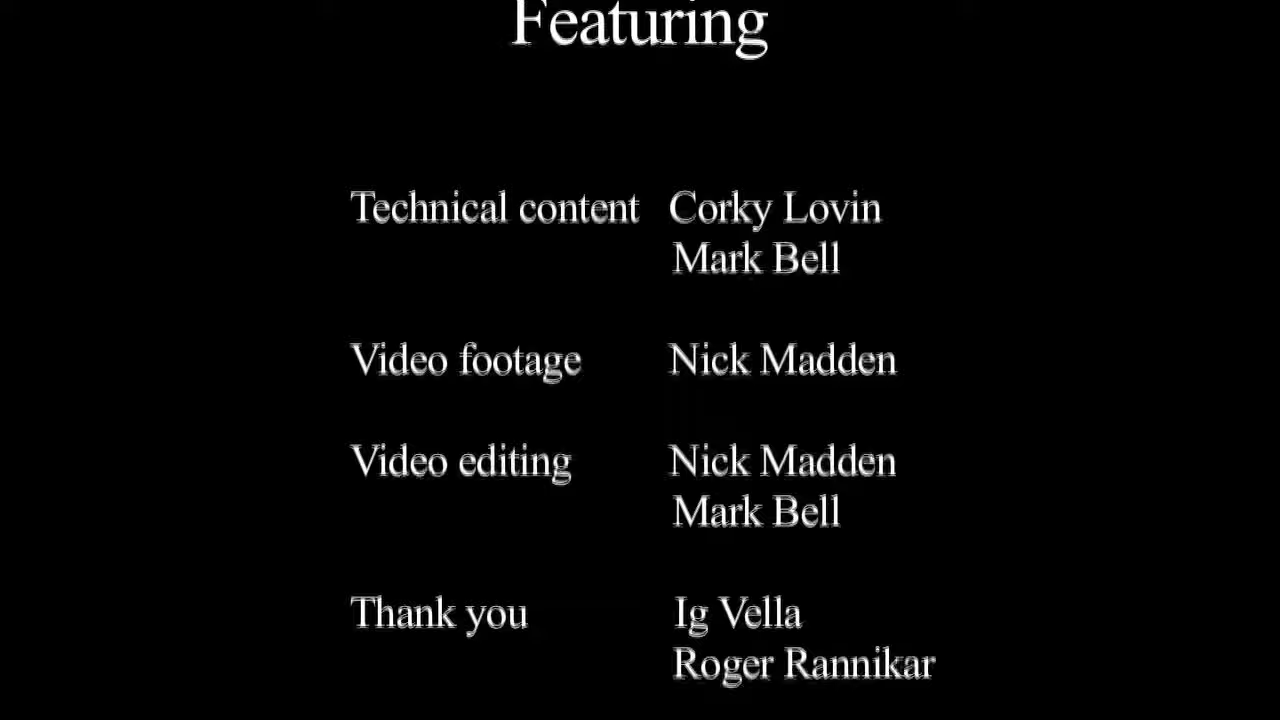 Featuring
Technical content Corky Lovin
Mark Bell
Video footage Nick Madden
Video editing Nick Madden
Mark Bell
Thank you Ig Vella
Roger Rannikar